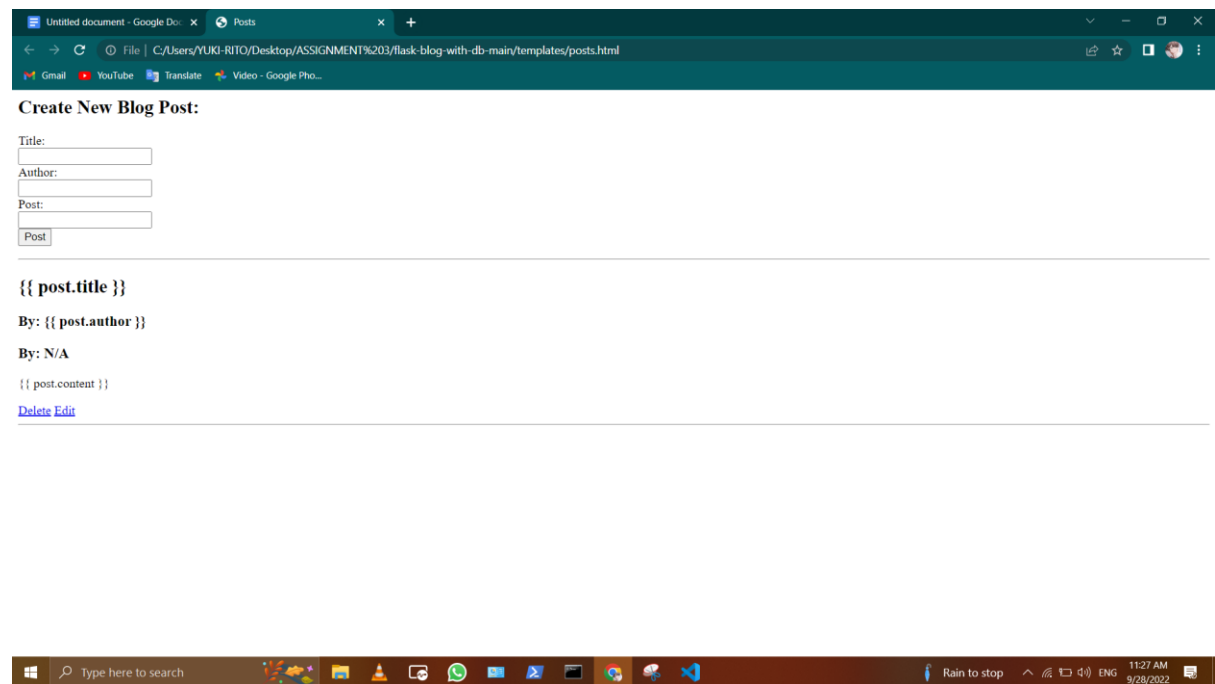 Untitled document - Google Doc
Posts
File | C:/Users/YUKI-RITO/Desktop/ASSIGNMENT%203/flask-blog-with-db-main/templates/posts.html
Gmail YouTube Translate Video - Google Pho...
Create New Blog Post:
Title:
Author:
Post:
Post
{{ post.title }}
By: {{ post.author }}
By: N/A
{{ post.content }}
Delete Edit
Type here to search
Rain to stop
ENG
11:27 AM
9/28/2022